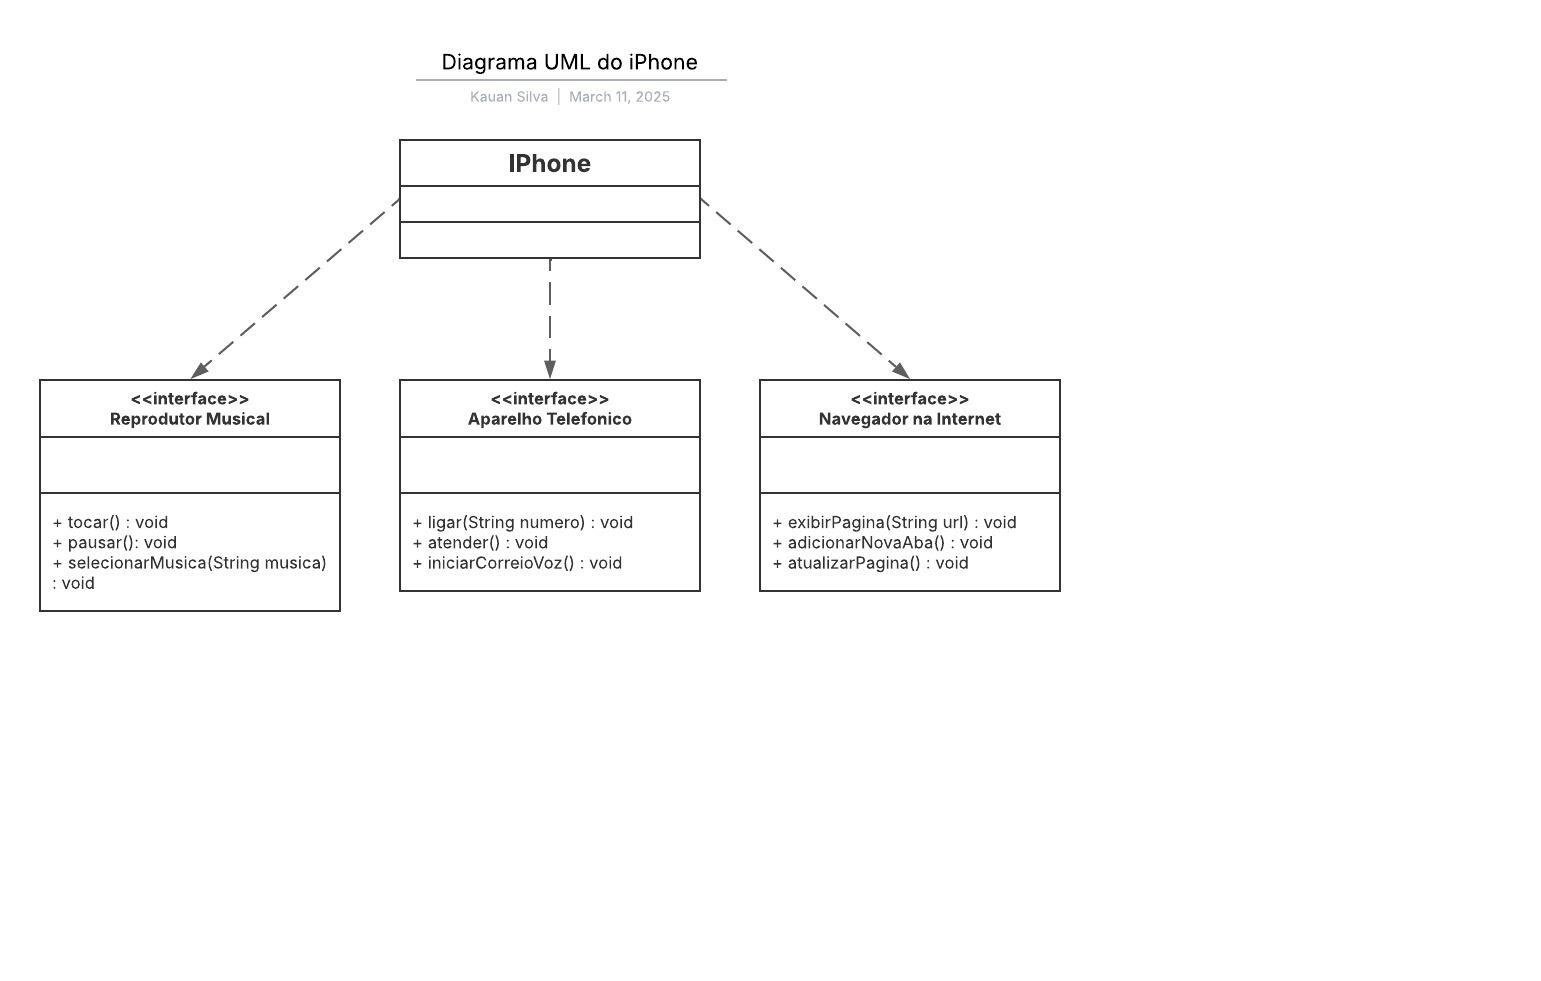 Diagrama UML do iPhone
Kauan Silva | March 11, 2025
IPhone
<<interface>>
Reprodutor Musical
+ tocar() : void
+ pausar(): void
+ selecionarMusica(String musica)
: void
<<interface>>
Aparelho Telefonico
+ ligar(String numero) : void
+ atender() : void
+ iniciarCorreioVoz() : void
<<interface>>
Navegador na Internet
+ exibirPagina(String url) : void
+ adicionarNovaAba() : void
+ atualizarPagina() : void